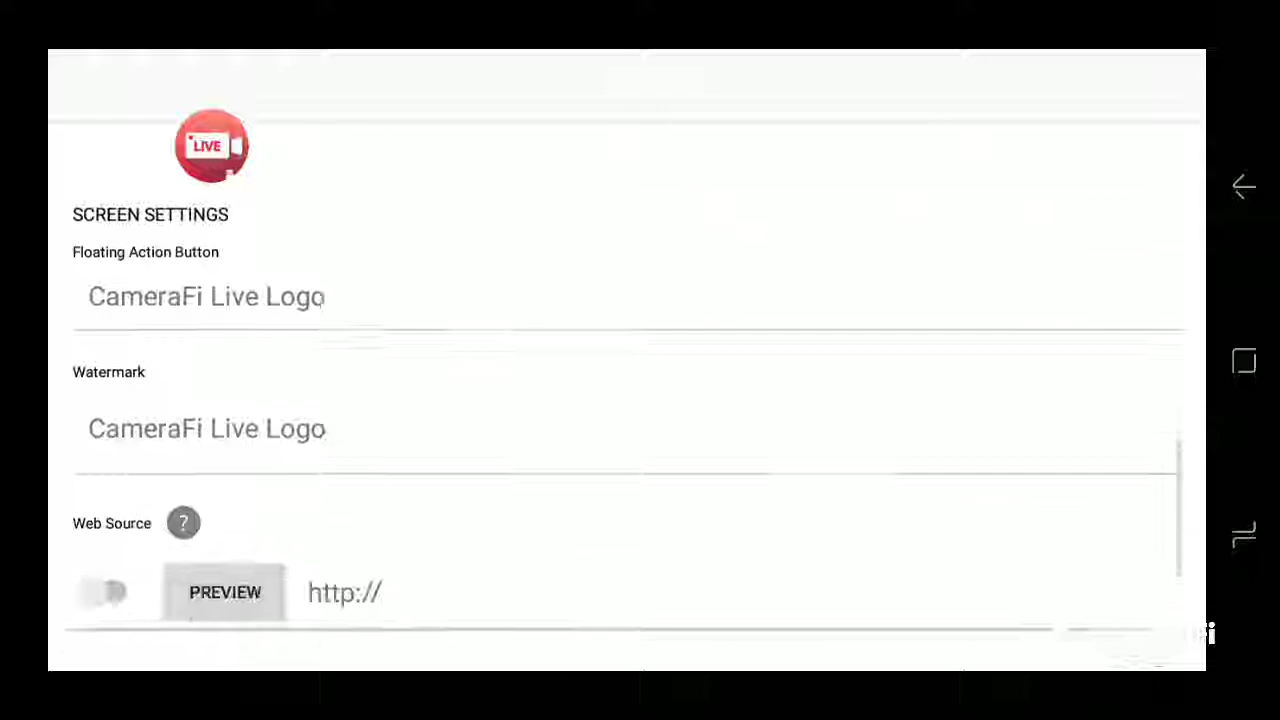 LIVE
SCREEN SETTINGS
Floating Action Button
CameraFi Live Logo
Watermark
CameraFi Live Logo
Web Source ?
PREVIEW http://